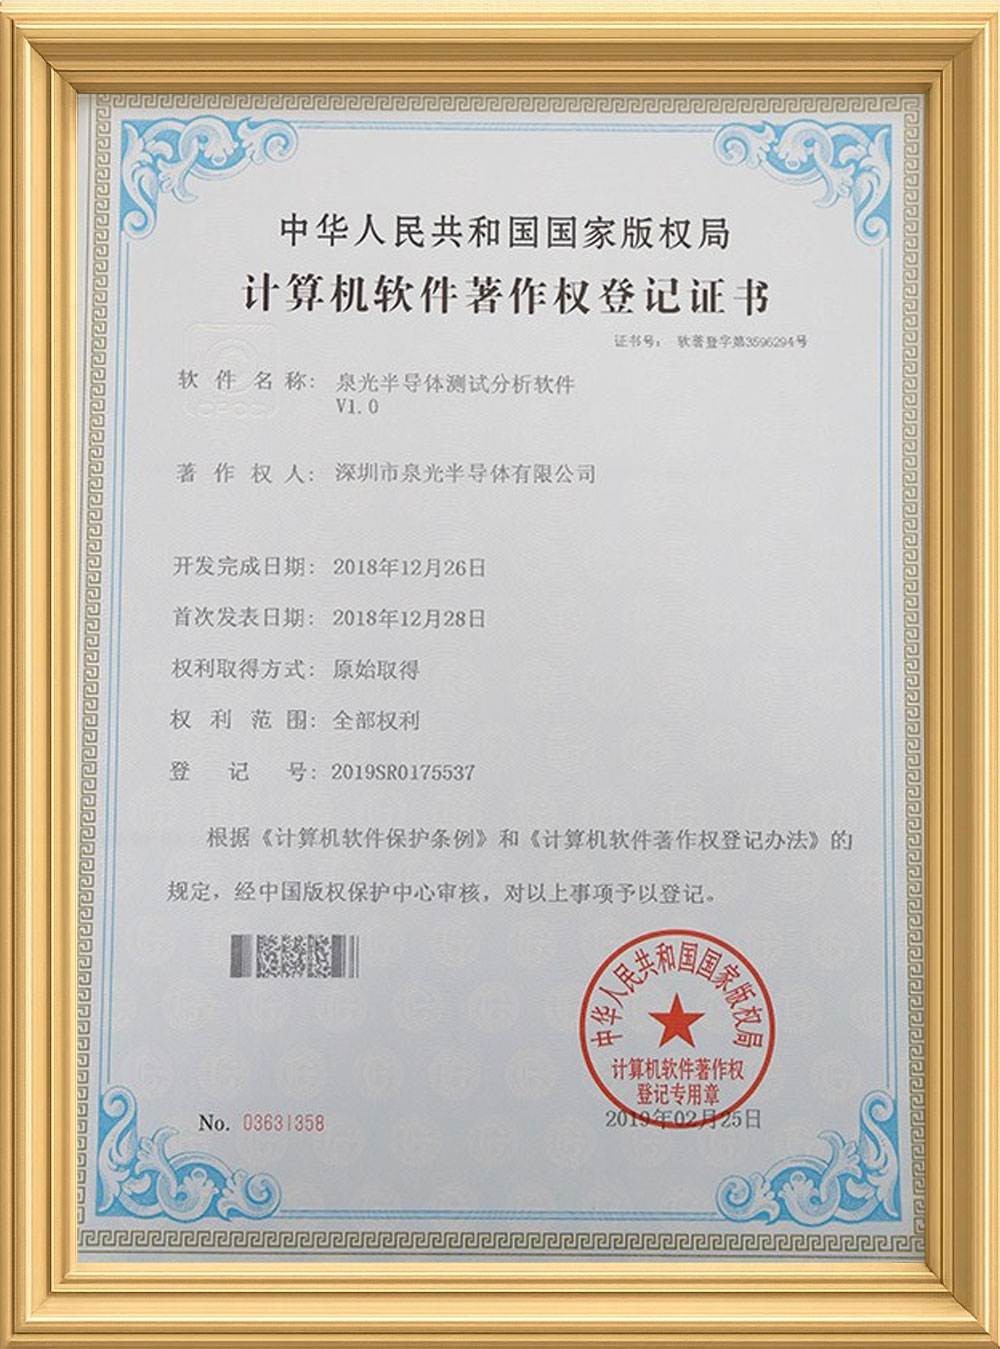 中华人民共和国国家版权局
计算机软件著作权登记证书
证书号： 软著登字第3596294号
软件名称： 泉光半导体测试分析软件
V1.0
著作权人： 深圳市泉光半导体有限公司
开发完成日期： 2018年12月26日
首次发表日期： 2018年12月28日
权利取得方式： 原始取得
权利范围： 全部权利
登记号： 2019SR0175537
根据《计算机软件保护条例》和《计算机软件著作权登记办法》的
规定，经中国版权保护中心审核，对以上事项予以登记。
中华人民共和国国家版权局
计算机软件著作权
登记专用章
No. 03631358
2019年02月25日